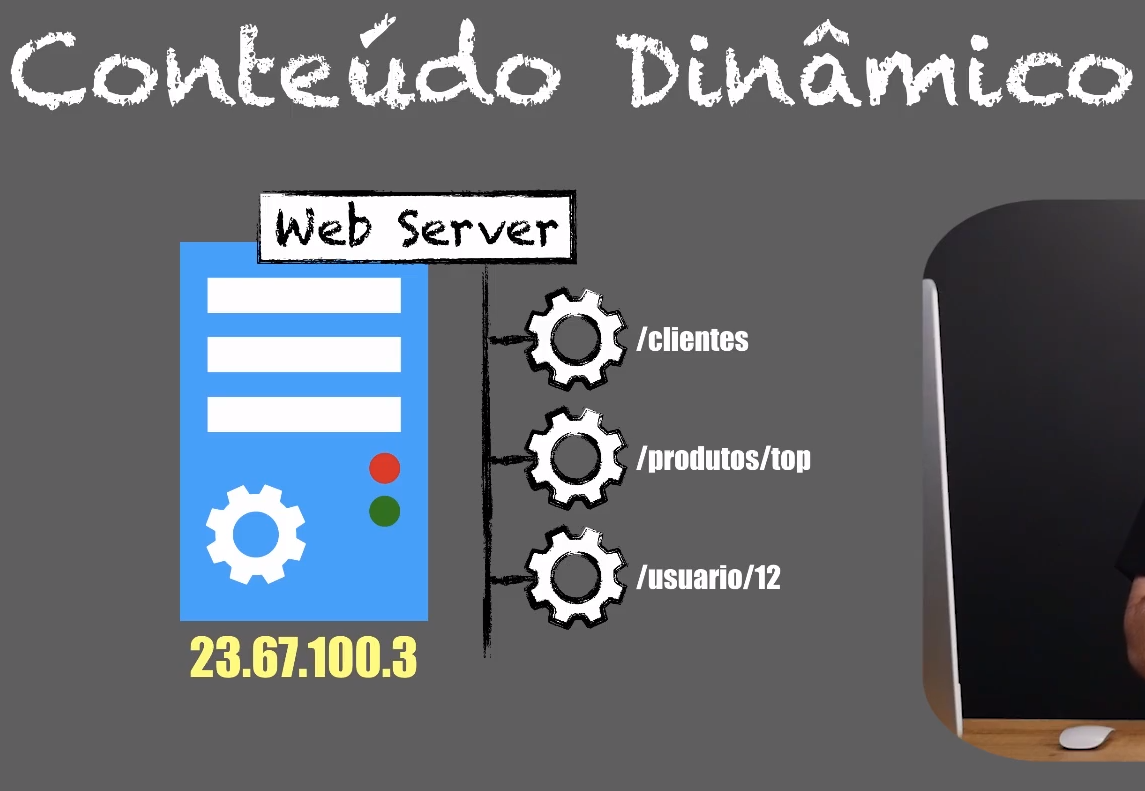 Conteúdo Dinâmico
Web Server
/clientes
/produtos/top
/usuario/12
23.67.100.3